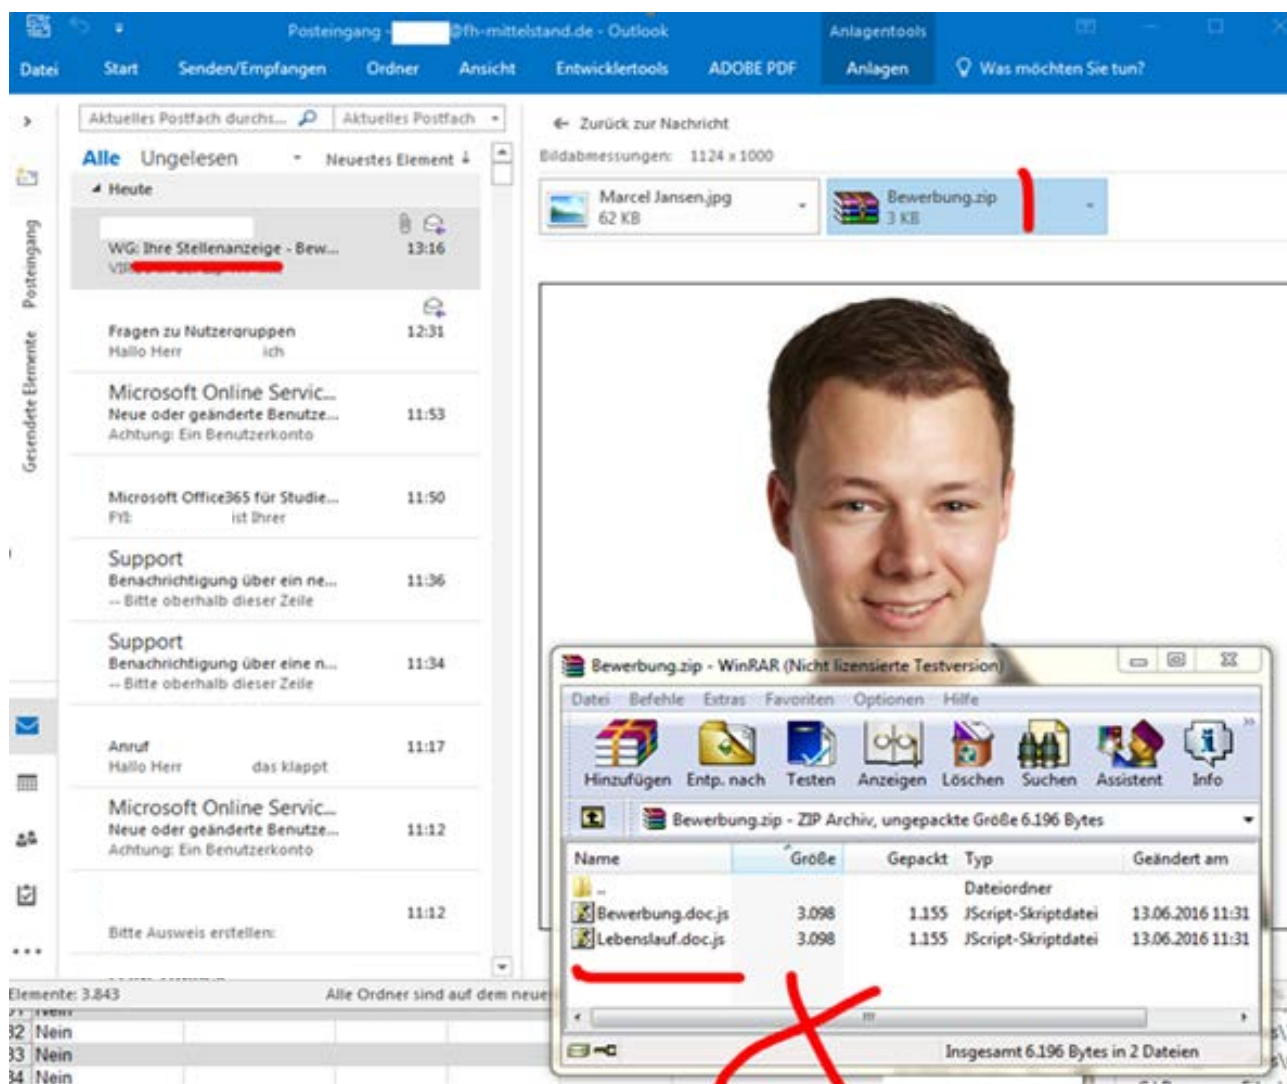 Posteingang - @fh-mittelstand.de - Outlook
Anlagentools
Datei Start Senden/Empfangen Ordner Ansicht Entwicklertools ADOBE PDF Anlagen Was möchten Sie tun?
Aktuelles Postfach durchs... Aktuelles Postfach
Alle Ungelesen Neuestes Element ↓
Heute
WG: Ihre Stellenanzeige - Bew... 13:16
Fragen zu Nutzergruppen 12:31
Hallo Herr ich
Microsoft Online Servic...
Neue oder geänderte Benutze... 11:53
Achtung: Ein Benutzerkonto
Microsoft Office365 für Studie... 11:50
FYI: ist Ihrer
Support
Benachrichtigung über ein ne... 11:36
-- Bitte oberhalb dieser Zeile
Support
Benachrichtigung über eine n... 11:34
-- Bitte oberhalb dieser Zeile
Anruf 11:17
Hallo Herr das klappt
Microsoft Online Servic...
Neue oder geänderte Benutze... 11:12
Achtung: Ein Benutzerkonto
11:12
Bitte Ausweis erstellen:
Posteingang
Gesendete Elemente
Zurück zur Nachricht
Bildabmessungen: 1124 x 1000
Marcel Jansen.jpg
62 KB
Bewerbung.zip
3 KB
Bewerbung.zip - WinRAR (Nicht lizensierte Testversion)
Datei Befehle Extras Favoriten Optionen Hilfe
Hinzufügen Entp. nach Testen Anzeigen Löschen Suchen Assistent Info
Bewerbung.zip - ZIP Archiv, ungepackte Größe 6.196 Bytes
Name Größe Gepackt Typ Geändert am
.. Dateiordner
Bewerbung.doc.js 3.098 1.155 JScript-Skriptdatei 13.06.2016 11:31
Lebenslauf.doc.js 3.098 1.155 JScript-Skriptdatei 13.06.2016 11:31
Insgesamt 6.196 Bytes in 2 Dateien
Elemente: 3.843 Alle Ordner sind auf dem neue
32 Nein
33 Nein
34 Nein